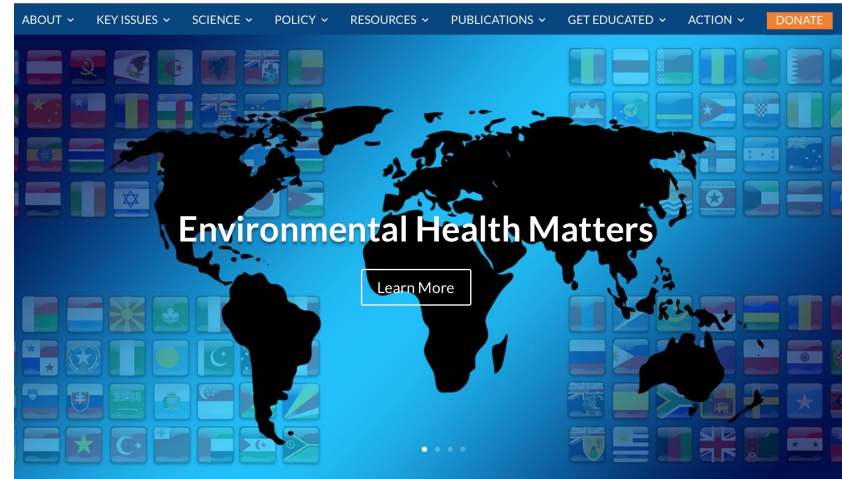 ABOUT KEY ISSUES SCIENCE POLICY RESOURCES PUBLICATIONS GET EDUCATED ACTION DONATE
Environmental Health Matters
Learn More